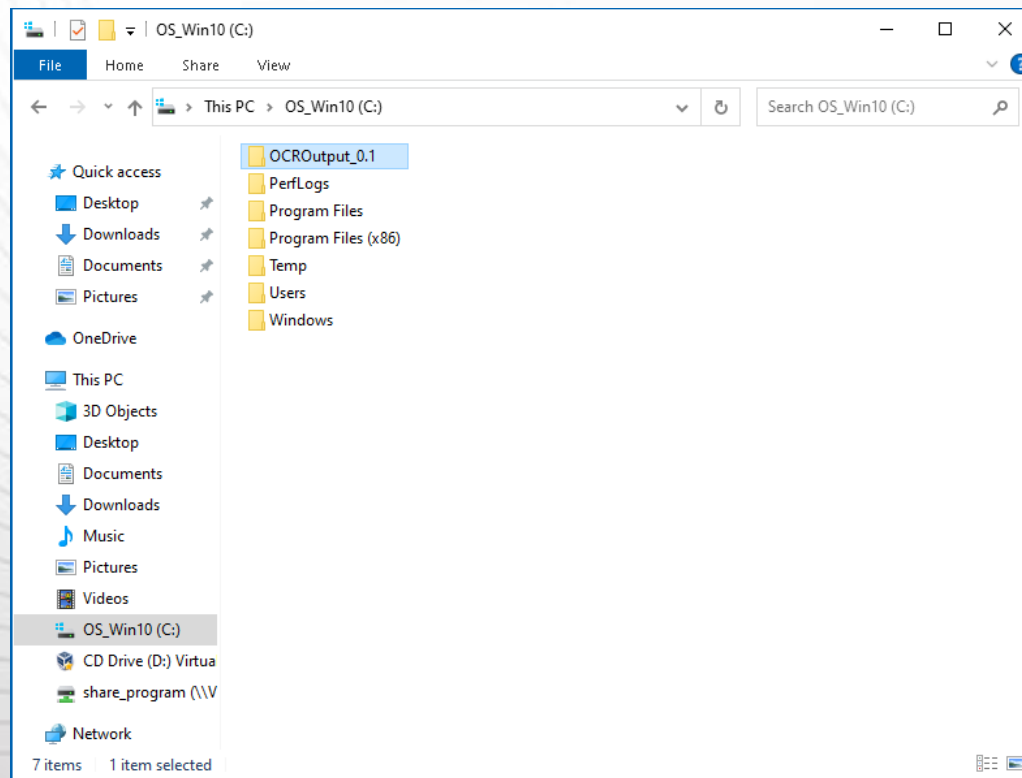 OS_Win10 (C:)
File Home Share View
This PC > OS_Win10 (C:)
Search OS_Win10 (C:)
Quick access
Desktop
Downloads
Documents
Pictures
OneDrive
This PC
3D Objects
Desktop
Documents
Downloads
Music
Pictures
Videos
OS_Win10 (C:)
CD Drive (D:) Virtua
share_program (\\V
Network
OCROutput_0.1
PerfLogs
Program Files
Program Files (x86)
Temp
Users
Windows
7 items 1 item selected